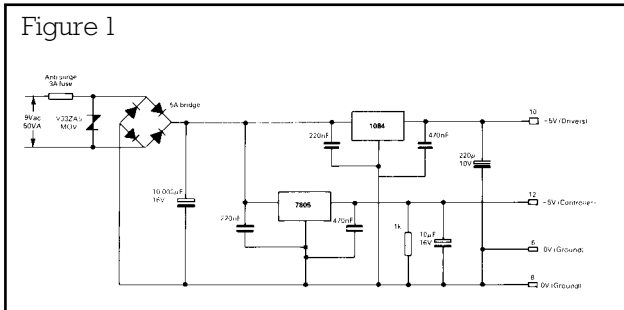 Figure 1
Anti surge
3A fuse
9Vac
50VA
V33ZA5
MOV
5A bridge
10,000µF
16V
220nF
1084
470nF
220nF
7805
470nF
1k
10µF
16V
220µ
10V
10
+5V (Drivers)
12
+5V (Controller)
6
0V (Ground)
8
0V (Ground)